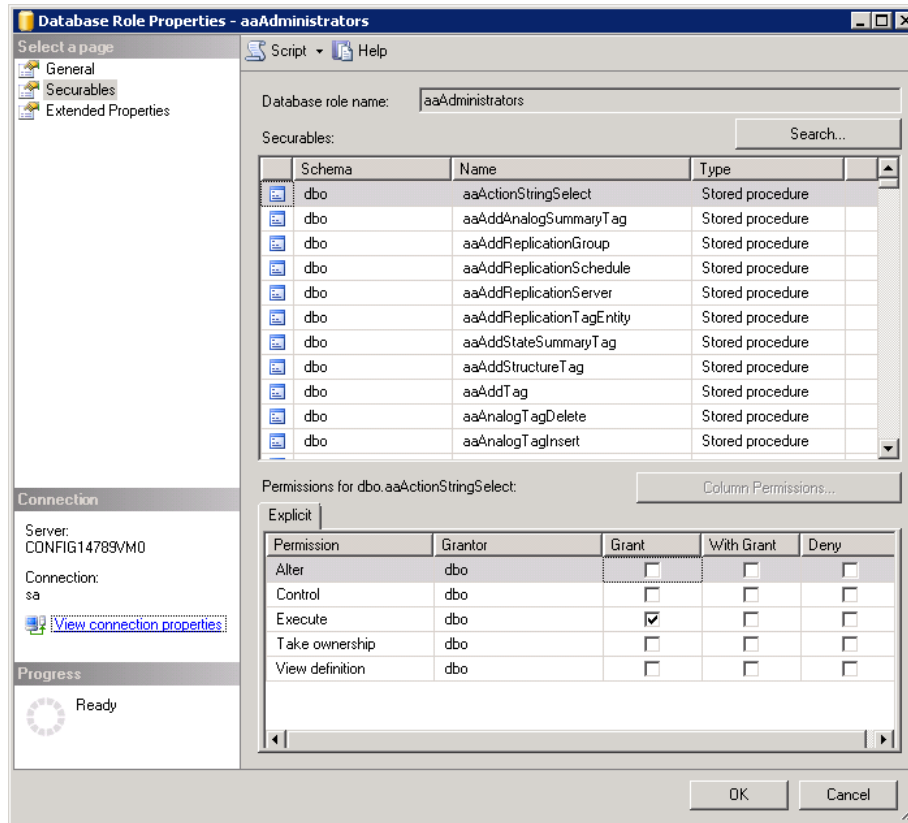 Database Role Properties - aaAdministrators
Select a page
General
Securables
Extended Properties
Script
Help
Database role name: aaAdministrators
Securables:
Search...
Schema Name Type
dbo aaActionStringSelect Stored procedure
dbo aaAddAnalogSummaryTag Stored procedure
dbo aaAddReplicationGroup Stored procedure
dbo aaAddReplicationSchedule Stored procedure
dbo aaAddReplicationServer Stored procedure
dbo aaAddReplicationTagEntity Stored procedure
dbo aaAddStateSummaryTag Stored procedure
dbo aaAddStructureTag Stored procedure
dbo aaAddTag Stored procedure
dbo aaAnalogTagDelete Stored procedure
dbo aaAnalogTagInsert Stored procedure
Permissions for dbo.aaActionStringSelect:
Column Permissions...
Explicit
Permission Grantor Grant With Grant Deny
Alter dbo
Control dbo
Execute dbo
Take ownership dbo
View definition dbo
Connection
Server:
CONFIG14789VM0
Connection:
sa
View connection properties
Progress
Ready
OK
Cancel